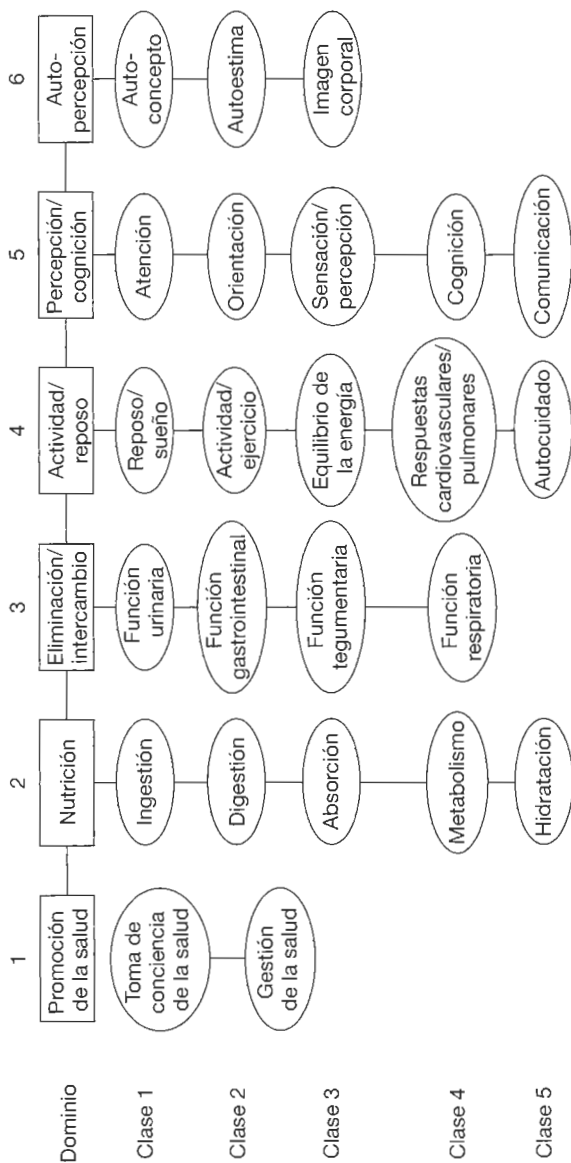 1
2
3
4
5
6
Dominio
Promoción
de la salud
Nutrición
Eliminación/
intercambio
Actividad/
reposo
Percepción/
cognición
Auto-
percepción
Clase 1
Toma de
conciencia
de la salud
Ingestión
Función
urinaria
Reposo/
sueño
Atención
Auto-
concepto
Clase 2
Gestión
de la salud
Digestión
Función
gastrointestinal
Actividad/
ejercicio
Orientación
Autoestima
Clase 3
Absorción
Función
tegumentaria
Equilibrio de
la energía
Sensación/
percepción
Imagen
corporal
Clase 4
Metabolismo
Función
respiratoria
Respuestas
cardiovasculares/
pulmonares
Cognición
Clase 5
Hidratación
Autocuidado
Comunicación